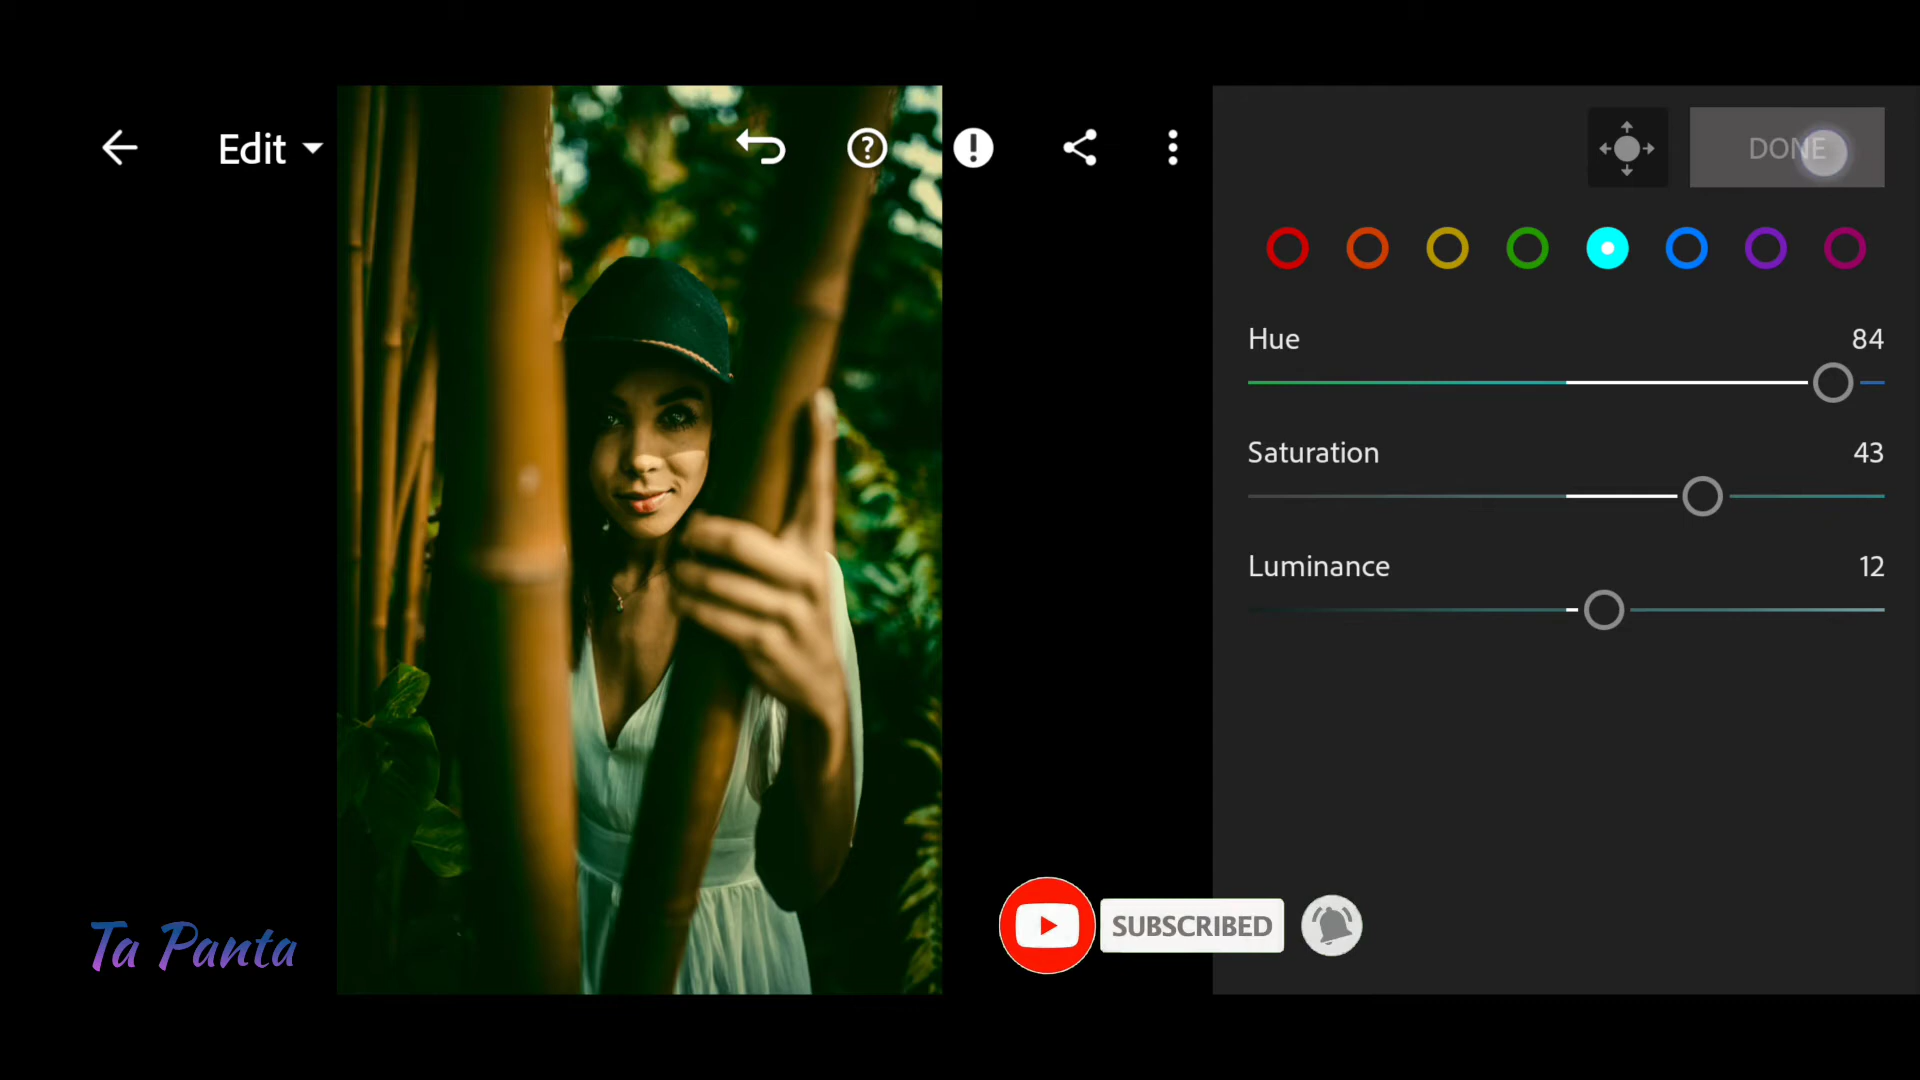 Edit
DONE
Hue 84
Saturation 43
Luminance 12
SUBSCRIBED
Ta Panta